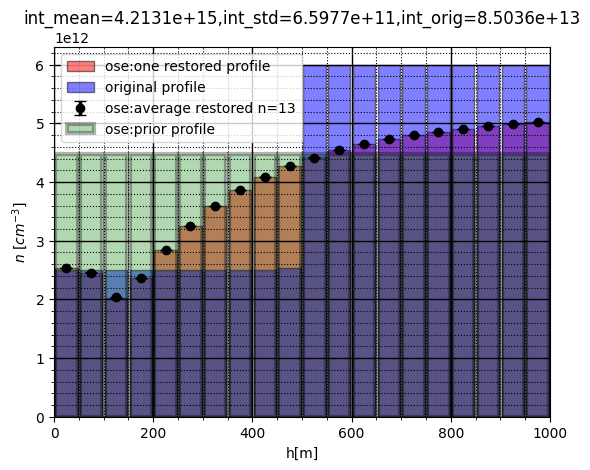 int_mean=4.2131e+15,int_std=6.5977e+11,int_orig=8.5036e+13
1e12
ose:one restored profile
original profile
ose:average restored n=13
ose:prior profile
6
5
4
3
2
1
0
n [cm⁻³]
0 200 400 600 800 1000
h[m]